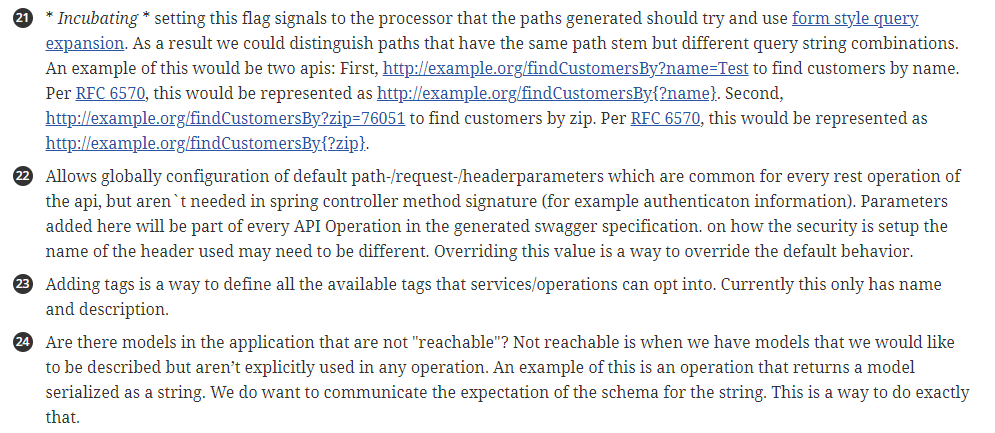 21 * Incubating * setting this flag signals to the processor that the paths generated should try and use form style query
expansion. As a result we could distinguish paths that have the same path stem but different query string combinations.
An example of this would be two apis: First, http://example.org/findCustomersBy?name=Test to find customers by name.
Per RFC 6570, this would be represented as http://example.org/findCustomersBy{?name}. Second,
http://example.org/findCustomersBy?zip=76051 to find customers by zip. Per RFC 6570, this would be represented as
http://example.org/findCustomersBy{?zip}.
22 Allows globally configuration of default path-/request-/headerparameters which are common for every rest operation of
the api, but aren`t needed in spring controller method signature (for example authenticaton information). Parameters
added here will be part of every API Operation in the generated swagger specification. on how the security is setup the
name of the header used may need to be different. Overriding this value is a way to override the default behavior.
23 Adding tags is a way to define all the available tags that services/operations can opt into. Currently this only has name
and description.
24 Are there models in the application that are not "reachable"? Not reachable is when we have models that we would like
to be described but aren’t explicitly used in any operation. An example of this is an operation that returns a model
serialized as a string. We do want to communicate the expectation of the schema for the string. This is a way to do exactly
that.